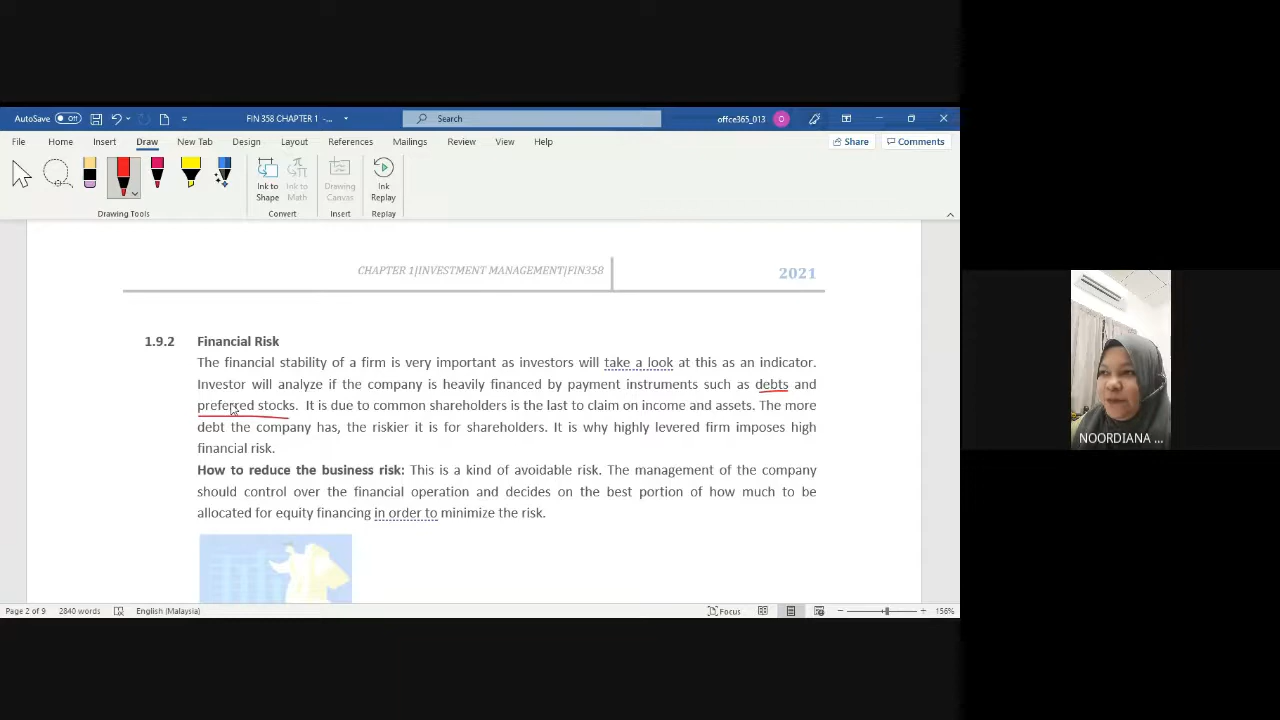 AutoSave Off FIN 358 CHAPTER 1 -... Search offce365_013
File Home Insert Draw New Tab Design Layout References Mailings Review View Help Share Comments
Ink to Shape
Ink to Math
Drawing Canvas
Ink Replay
Drawing Tools Convert Insert Replay
CHAPTER 1|INVESTMENT MANAGEMENT|FIN358 2021
1.9.2 Financial Risk
The financial stability of a firm is very important as investors will take a look at this as an indicator.
Investor will analyze if the company is heavily financed by payment instruments such as debts and
preferred stocks. It is due to common shareholders is the last to claim on income and assets. The more
debt the company has, the riskier it is for shareholders. It is why highly levered firm imposes high
financial risk.
How to reduce the business risk: This is a kind of avoidable risk. The management of the company
should control over the financial operation and decides on the best portion of how much to be
allocated for equity financing in order to minimize the risk.
NOORDIANA ...
Page 2 of 9 2840 words English (Malaysia) Focus 156%